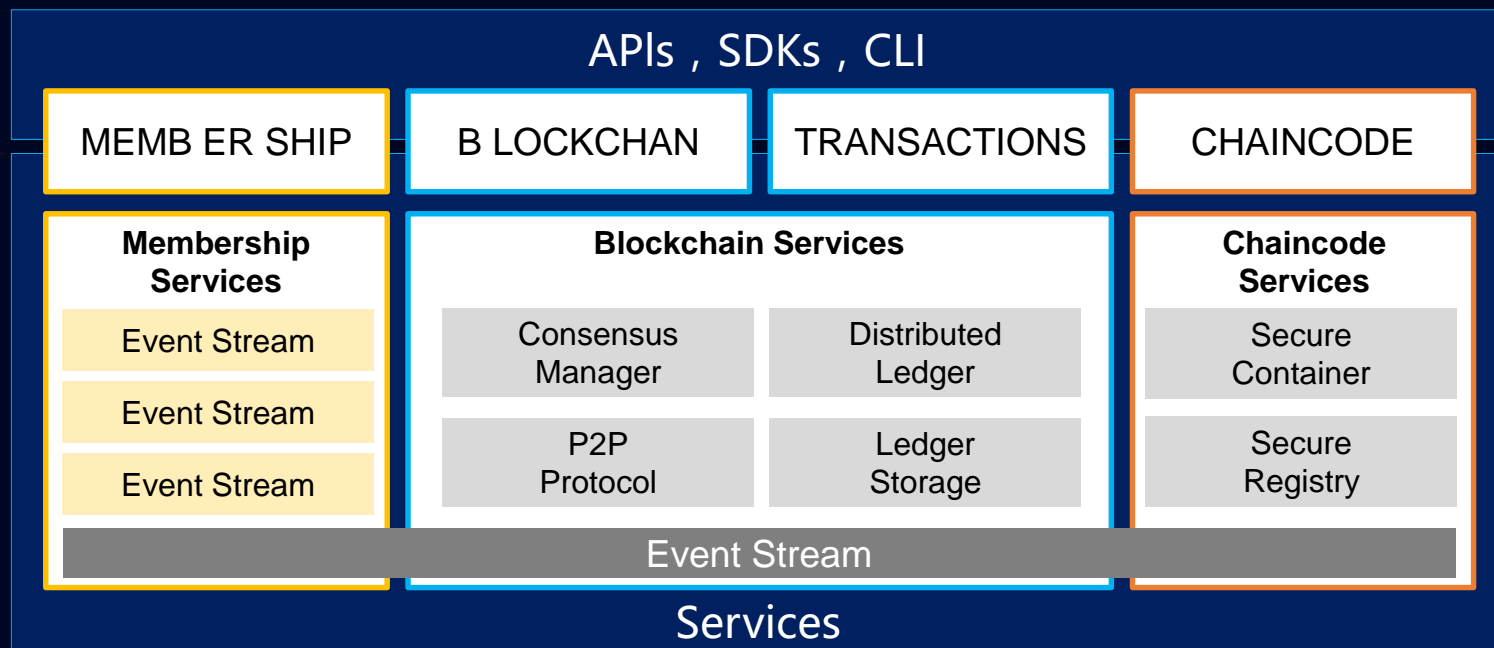 APls , SDKs , CLI
MEMB ER SHIP
B LOCKCHAN
TRANSACTIONS
CHAINCODE
Membership
Services
Event Stream
Event Stream
Event Stream
Blockchain Services
Consensus
Manager
Distributed
Ledger
P2P
Protocol
Ledger
Storage
Chaincode
Services
Secure
Container
Secure
Registry
Event Stream
Services